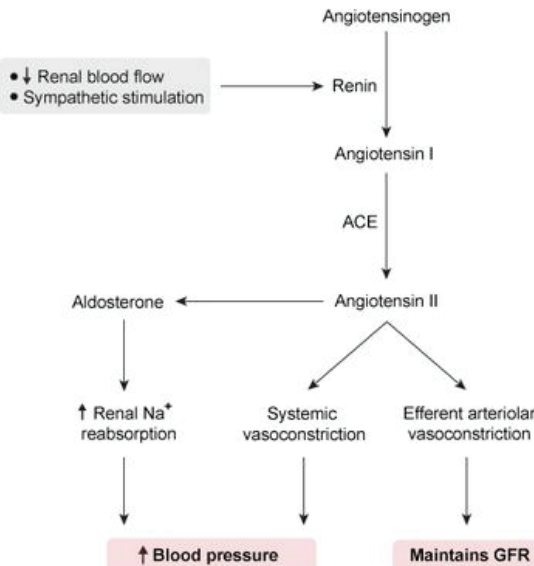 Angiotensinogen
• ↓ Renal blood flow
• Sympathetic stimulation
Renin
Angiotensin I
ACE
Aldosterone
Angiotensin II
↑ Renal Na⁺
reabsorption
Systemic
vasoconstriction
Efferent arteriolar
vasoconstriction
↑ Blood pressure
Maintains GFR